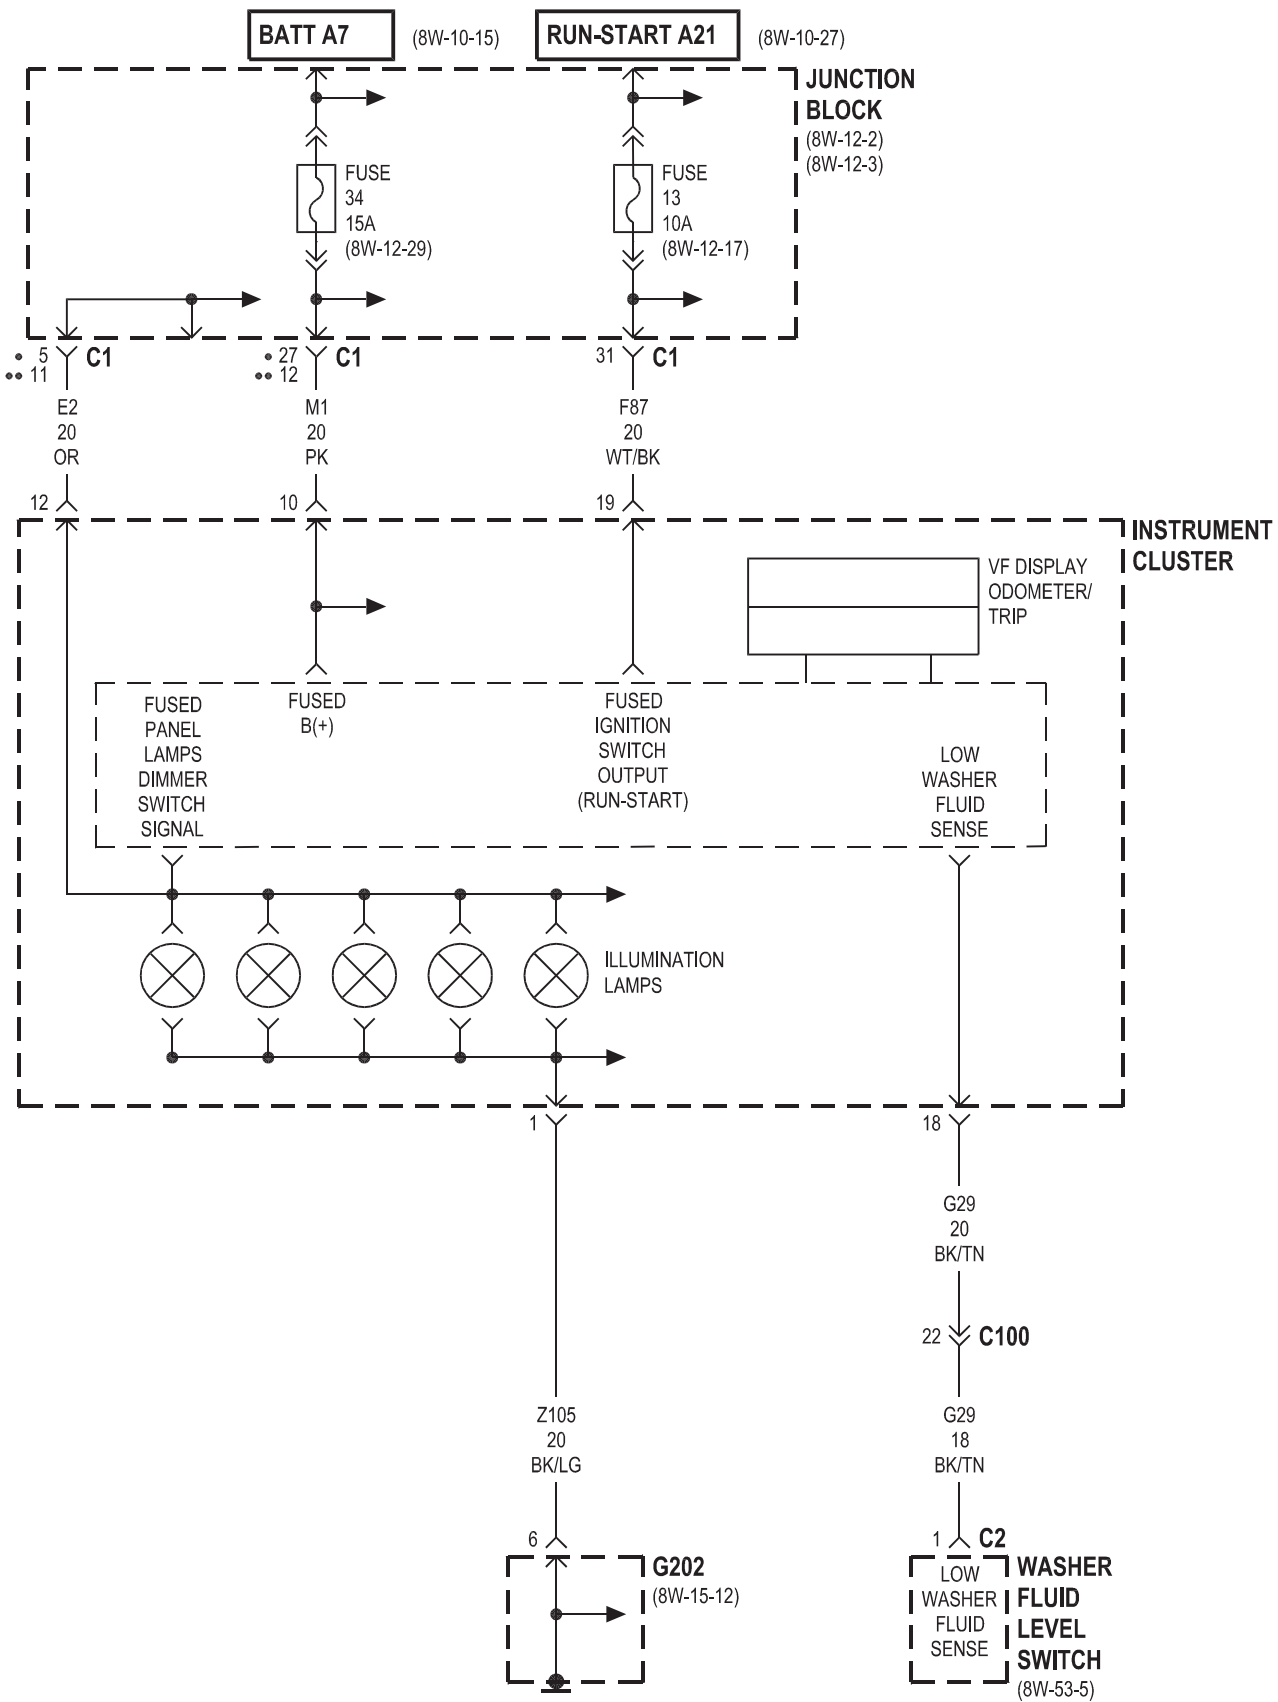 BATT A7
(8W-10-15)
RUN-START A21
(8W-10-27)
JUNCTION
BLOCK
(8W-12-2)
(8W-12-3)
FUSE
34
15A
(8W-12-29)
FUSE
13
10A
(8W-12-17)
• 5
•• 11
C1
• 27
•• 12
C1
31
C1
E2
20
OR
M1
20
PK
F87
20
WT/BK
12
10
19
INSTRUMENT
CLUSTER
VF DISPLAY
ODOMETER/
TRIP
FUSED
PANEL
LAMPS
DIMMER
SWITCH
SIGNAL
FUSED
B(+)
FUSED
IGNITION
SWITCH
OUTPUT
(RUN-START)
LOW
WASHER
FLUID
SENSE
ILLUMINATION
LAMPS
1
18
G29
20
BK/TN
22
C100
Z105
20
BK/LG
G29
18
BK/TN
6
G202
(8W-15-12)
1
C2
LOW
WASHER
FLUID
SENSE
WASHER
FLUID
LEVEL
SWITCH
(8W-53-5)